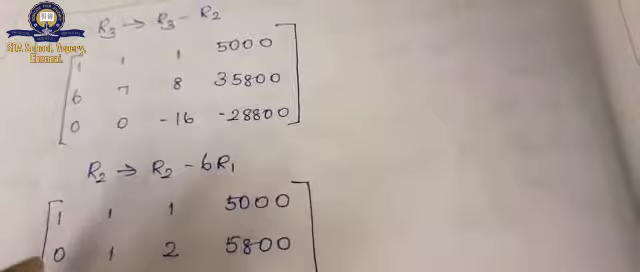 SITA School, Vepery,
Chennai.
R₃ → R₃ - R₂
1 1 1 5000
6 7 8 35800
0 0 -16 -28800
R₂ → R₂ - 6R₁
1 1 1 5000
0 1 2 5800